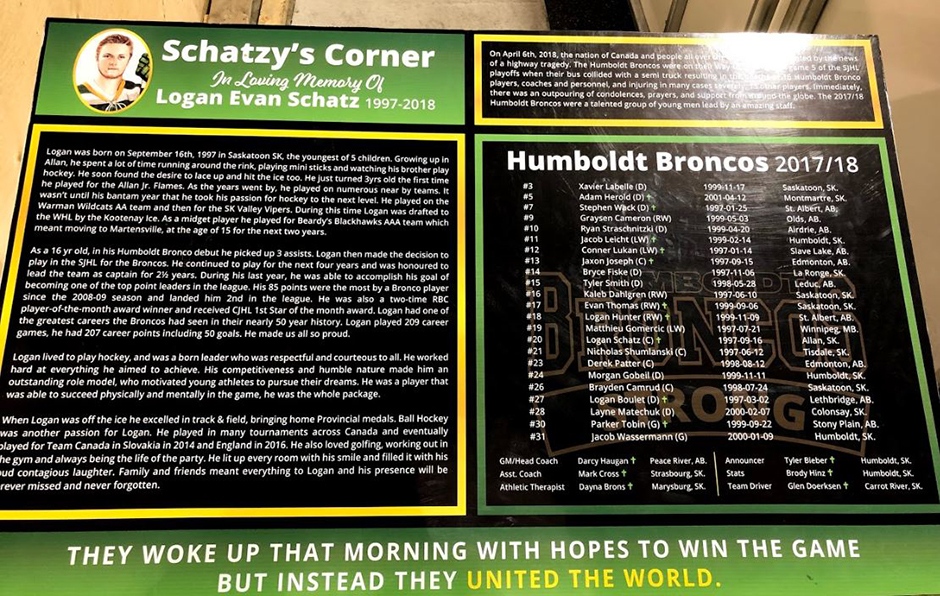 Schatzy's Corner
In Loving Memory Of
Logan Evan Schatz 1997-2018
Logan was born on September 16th, 1997 in Saskatoon SK, the youngest of 5 children. Growing up in
Allan, he spent a lot of time running around the rink, playing mini sticks and watching his brother play
hockey. He soon found the desire to lace up and hit the ice too. He just turned 3yrs old the first time
he played for the Allan Jr. Flames. As the years went by, he played on numerous near by teams. It
wasn't until his bantam year that he took his passion for hockey to the next level. He played on the
Warman Wildcats AA team and then for the SK Valley Vipers. During this time Logan was drafted to
the WHL by the Kootenay Ice. As a midget player he played for Beardy's Blackhawks AAA team which
meant moving to Martensville, at the age of 15 for the next two years.
As a 16 yr old, in his Humboldt Bronco debut he picked up 3 assists. Logan then made the decision to
play in the SJHL for the Broncos. He continued to play for the next four years and was honoured to
lead the team as captain for 2½ years. During his last year, he was able to accomplish his goal of
becoming one of the top point leaders in the league. His 85 points were the most by a Bronco player
since the 2008-09 season and landed him 2nd in the league. He was also a two-time RBC
player-of-the-month award winner and received CJHL 1st Star of the month award. Logan had one of
the greatest careers the Broncos had seen in their nearly 50 year history. Logan played 209 career
games, he had 207 career points including 50 goals. He made us all so proud.
Logan lived to play hockey, and was a born leader who was respectful and courteous to all. He worked
hard at everything he aimed to achieve. His competitiveness and humble nature made him an
outstanding role model, who motivated young athletes to pursue their dreams. He was a player that
was able to succeed physically and mentally in the game, he was the whole package.
When Logan was off the ice he excelled in track & field, bringing home Provincial medals. Ball Hockey
was another passion for Logan. He played in many tournaments across Canada and eventually
played for Team Canada in Slovakia in 2014 and England in 2016. He also loved golfing, working out in
the gym and always being the life of the party. He lit up every room with his smile and filled it with his
oud contagious laughter. Family and friends meant everything to Logan and his presence will be
rever missed and never forgotten.
On April 6th, 2018, the nation of Canada and people all over by the news
of a highway tragedy. The Humboldt Broncos were on their 5 of the SJHL
playoffs when their bus collided with a semi truck resulting in Humboldt Bronco
players, coaches and personnel, and injuring in many cases other players. Immediately,
there was an outpouring of condolences, prayers, and support from around the globe. The 2017/18
Humboldt Broncos were a talented group of young men lead by an amazing staff.
Humboldt Broncos 2017/18
#3 Xavier Labelle (D) 1999-11-17 Saskatoon, SK.
#5 Adam Herold (D) ✝ 2001-04-12 Montmartre, SK.
#7 Stephen Wack (D) ✝ 1997-01-25 St. Albert, AB.
#9 Graysen Cameron (RW) 1999-05-03 Olds, AB.
#10 Ryan Straschnitzki (D) 1999-04-20 Airdrie, AB.
#11 Jacob Leicht (LW) ✝ 1999-02-14 Humboldt, SK.
#12 Conner Lukan (LW) ✝ 1997-01-14 Slave Lake, AB.
#13 Jaxon Joseph (C) ✝ 1997-09-15 Edmonton, AB.
#14 Bryce Fiske (D) 1997-11-06 La Ronge, SK.
#15 Tyler Smith (D) 1998-05-28 Leduc, AB.
#16 Kaleb Dahlgren (RW) 1997-06-10 Saskatoon, SK.
#17 Evan Thomas (RW) ✝ 1999-09-06 Saskatoon, SK.
#18 Logan Hunter (RW) ✝ 1999-11-09 St. Albert, AB.
#19 Matthieu Gomercic (LW) 1997-07-21 Winnipeg, MB.
#20 Logan Schatz (C) ✝ 1997-09-16 Allan, SK.
#21 Nicholas Shumlanski (C) 1997-06-12 Tisdale, SK.
#23 Derek Patter (C) 1998-08-12 Edmonton, AB.
#24 Morgan Gobeil (D) 1999-11-11 Humboldt, SK.
#26 Brayden Camrud (C) 1998-07-24 Saskatoon, SK.
#27 Logan Boulet (D) ✝ 1997-03-02 Lethbridge, AB.
#28 Layne Matechuk (D) 2000-02-07 Colonsay, SK.
#30 Parker Tobin (G) ✝ 1999-09-22 Stony Plain, AB.
#31 Jacob Wassermann (G) 2000-01-09 Humboldt, SK.
GM/Head Coach Darcy Haugan ✝ Peace River, AB. Announcer Tyler Bieber ✝ Humboldt, SK.
Asst. Coach Mark Cross ✝ Strasbourg, SK. Stats Brody Hinz ✝ Humboldt, SK.
Athletic Therapist Dayna Brons ✝ Marysburg, SK. Team Driver Glen Doerksen ✝ Carrot River, SK.
THEY WOKE UP THAT MORNING WITH HOPES TO WIN THE GAME
BUT INSTEAD THEY UNITED THE WORLD.